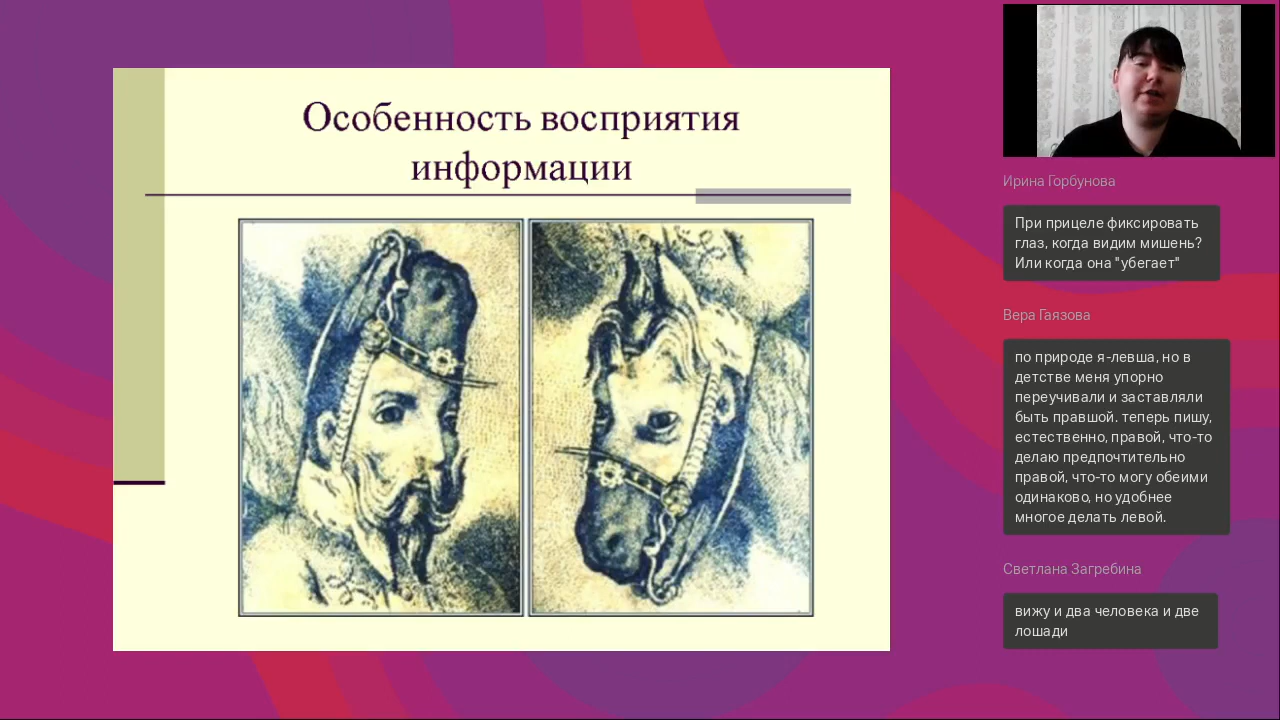 Особенность восприятия
информации
Ирина Горбунова
При прицеле фиксировать
глаз, когда видим мишень?
Или когда она "убегает"
Вера Гаязова
по природе я-левша, но в
детстве меня упорно
переучивали и заставляли
быть правшой. теперь пишу,
естественно, правой, что-то
делаю предпочтительно
правой, что-то могу обеими
одинаково, но удобнее
многое делать левой.
Светлана Загребина
вижу и два человека и две
лошади